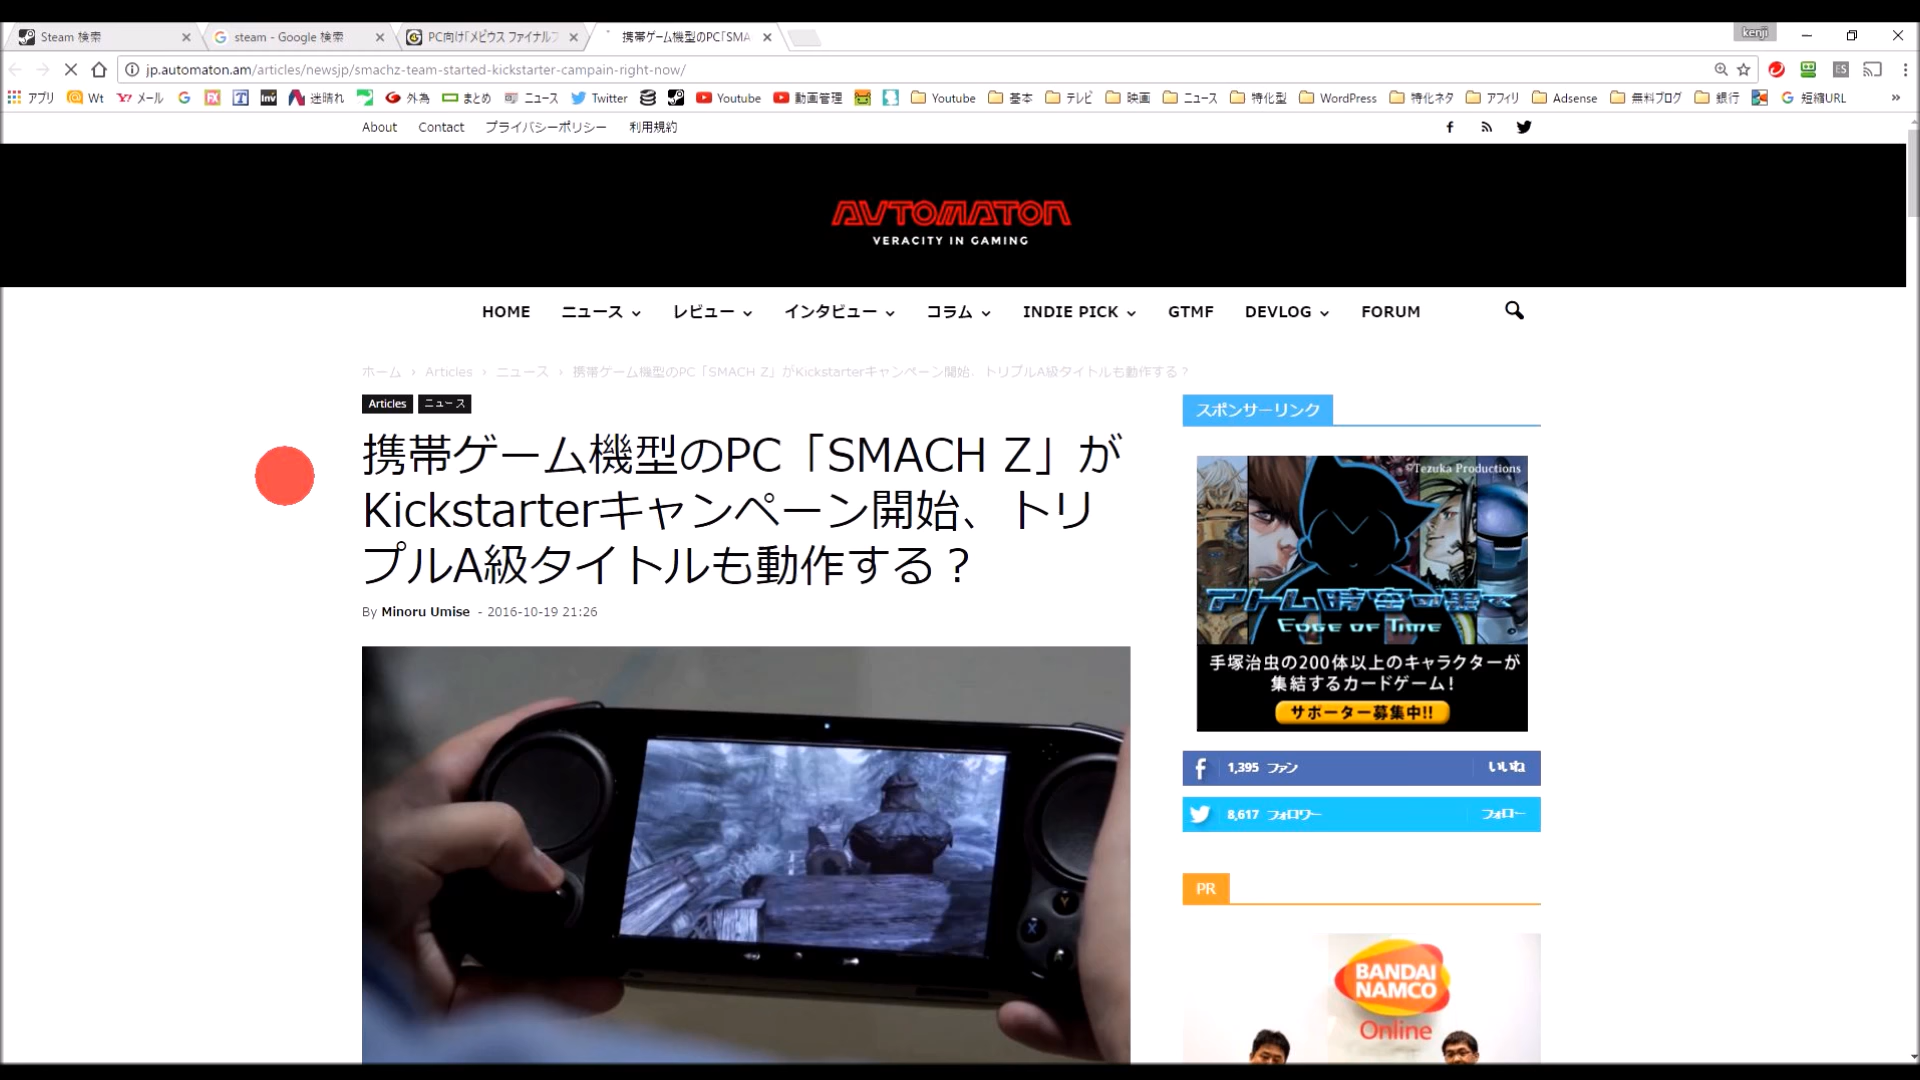 Steam 検索
steam - Google 検索
PC向け「メビウス ファイナルフ
携帯ゲーム機型のPC「SMA
kenji
jp.automaton.am/articles/newsjp/smachz-team-started-kickstarter-campain-right-now/
アプリ Wt メール 迷晴れ 外為 まとめ ニュース Twitter Youtube 動画管理 Youtube 基本 テレビ 映画 ニュース 特化型 WordPress 特化ネタ アフィリ Adsense 無料ブログ 銀行 短縮URL
About Contact プライバシーポリシー 利用規約
AUTOMATON
VERACITY IN GAMING
HOME ニュース レビュー インタビュー コラム INDIE PICK GTMF DEVLOG FORUM
ホーム › Articles › ニュース › 携帯ゲーム機型のPC「SMACH Z」がKickstarterキャンペーン開始、トリプルA級タイトルも動作する？
Articles ニュース
携帯ゲーム機型のPC「SMACH Z」が
Kickstarterキャンペーン開始、トリ
プルA級タイトルも動作する？
By Minoru Umise - 2016-10-19 21:26
Y
X
A
スポンサーリンク
©Tezuka Productions
アトム 時空の果て
EDGE OF TIME
手塚治虫の200体以上のキャラクターが
集結するカードゲーム！
サポーター募集中!!
1,395 ファン いいね
8,617 フォロワー フォロー
PR
BANDAI
NAMCO
Online